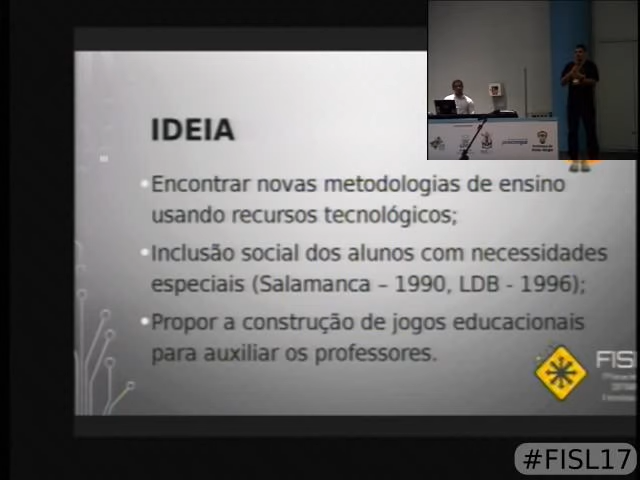 IDEIA
•Encontrar novas metodologias de ensino
usando recursos tecnológicos;
•Inclusão social dos alunos com necessidades
especiais (Salamanca – 1990, LDB - 1996);
•Propor a construção de jogos educacionais
para auxiliar os professores.
FIS
#FISL17